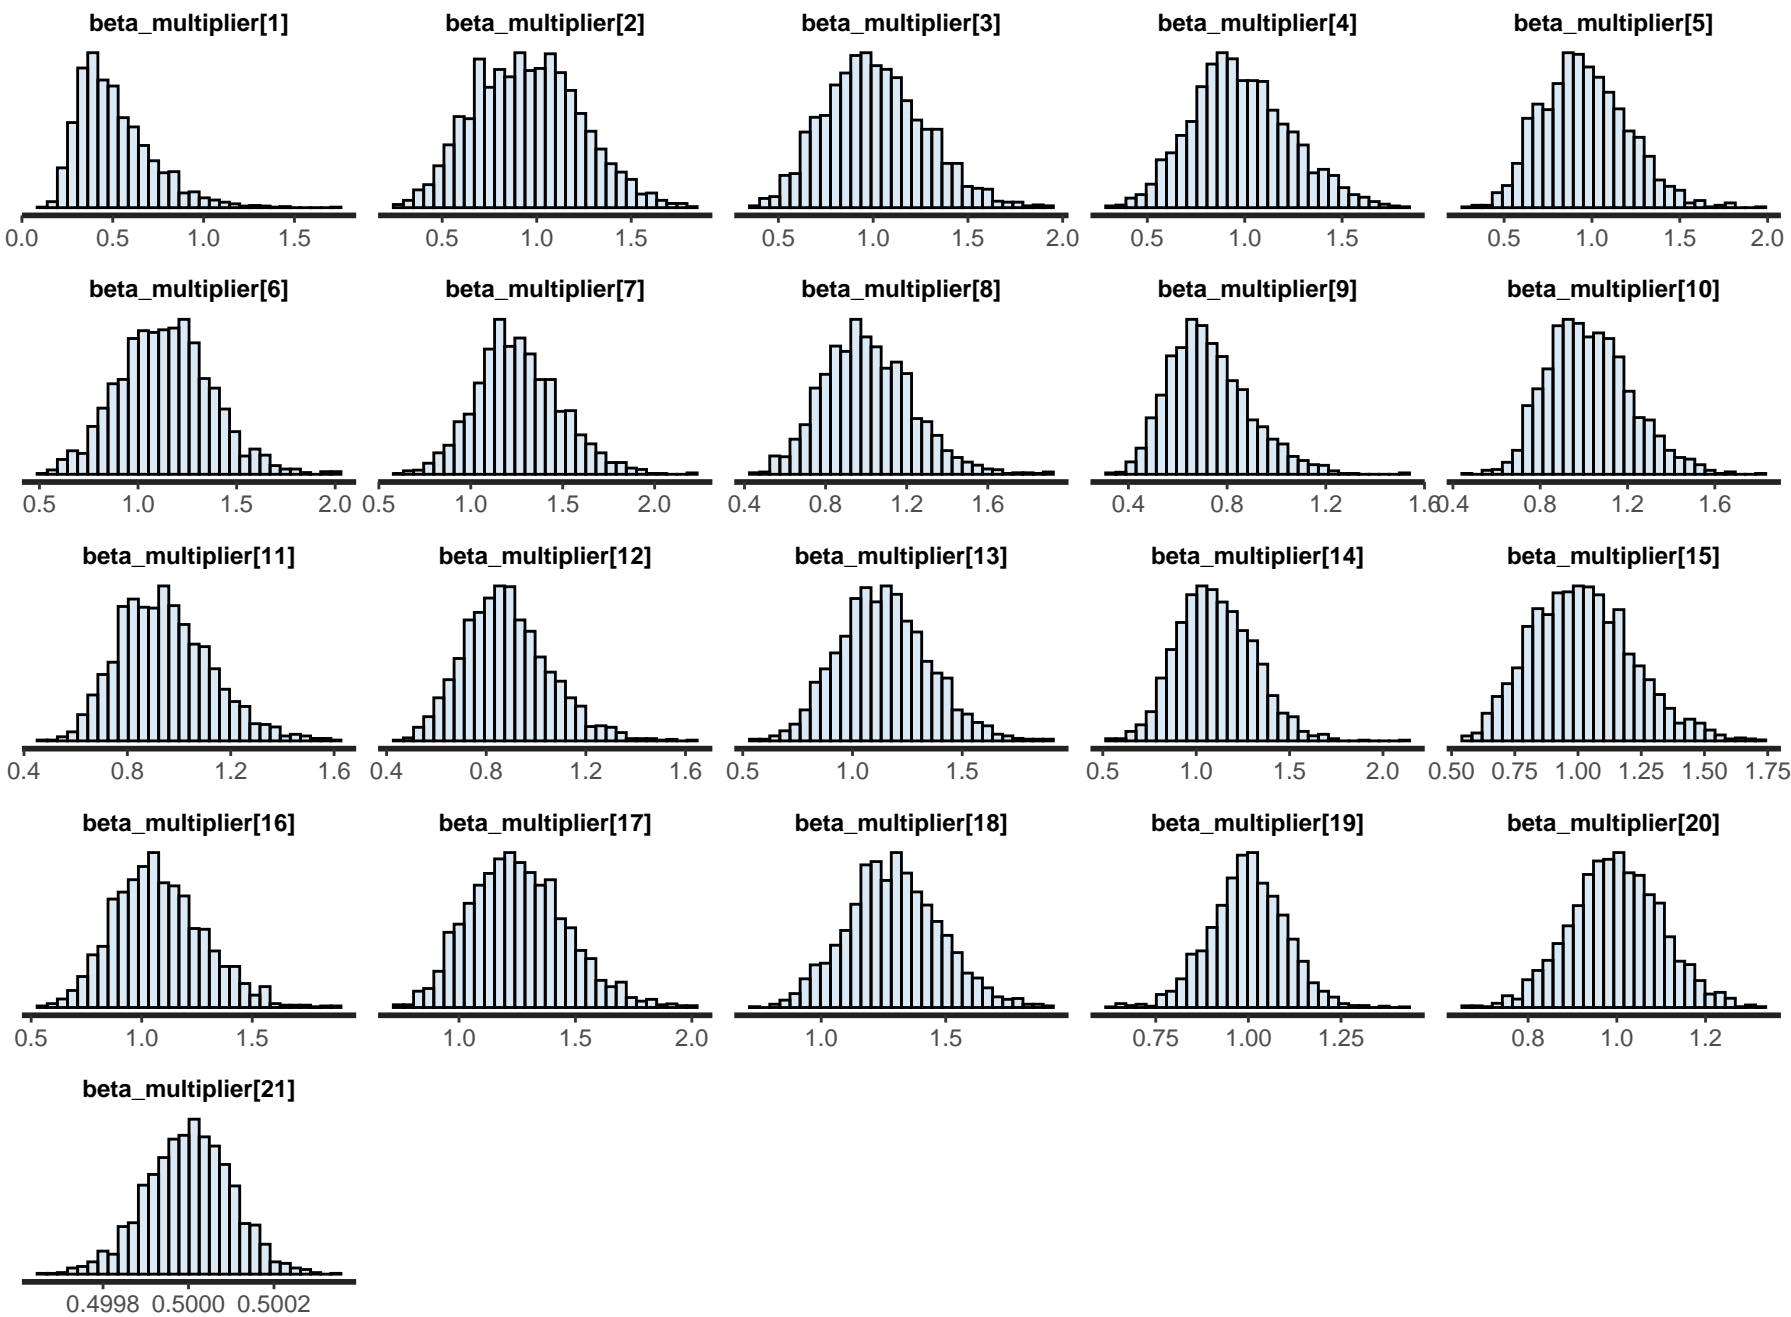 beta_multiplier[1] beta_multiplier[2] beta_multiplier[3] beta_multiplier[4] beta_multiplier[5]
0.0 0.5 1.0 1.5 0.5 1.0 1.5 0.5 1.0 1.5 2.0 0.5 1.0 1.5 0.5 1.0 1.5 2.0
beta_multiplier[6] beta_multiplier[7] beta_multiplier[8] beta_multiplier[9] beta_multiplier[10]
0.5 1.0 1.5 2.0 0.5 1.0 1.5 2.0 0.4 0.8 1.2 1.6 0.4 0.8 1.2 1.6 0.4 0.8 1.2 1.6
beta_multiplier[11] beta_multiplier[12] beta_multiplier[13] beta_multiplier[14] beta_multiplier[15]
0.4 0.8 1.2 1.6 0.4 0.8 1.2 1.6 0.5 1.0 1.5 0.5 1.0 1.5 2.0 0.50 0.75 1.00 1.25 1.50 1.75
beta_multiplier[16] beta_multiplier[17] beta_multiplier[18] beta_multiplier[19] beta_multiplier[20]
0.5 1.0 1.5 1.0 1.5 2.0 1.0 1.5 0.75 1.00 1.25 0.8 1.0 1.2
beta_multiplier[21]
0.4998 0.5000 0.5002